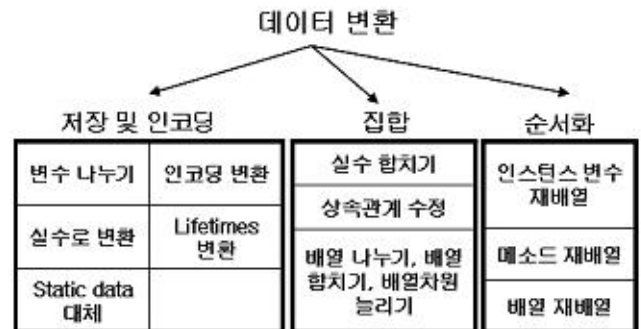 데이터 변환
저장 및 인코딩
집합
순서화
변수 나누기
인코딩 변환
실수로 변환
Lifetimes
변환
Static data
대체
실수 합치기
상속관계 수정
배열 나누기, 배열
합치기, 배열차원
늘리기
인스턴스 변수
재배열
메소드 재배열
배열 재배열